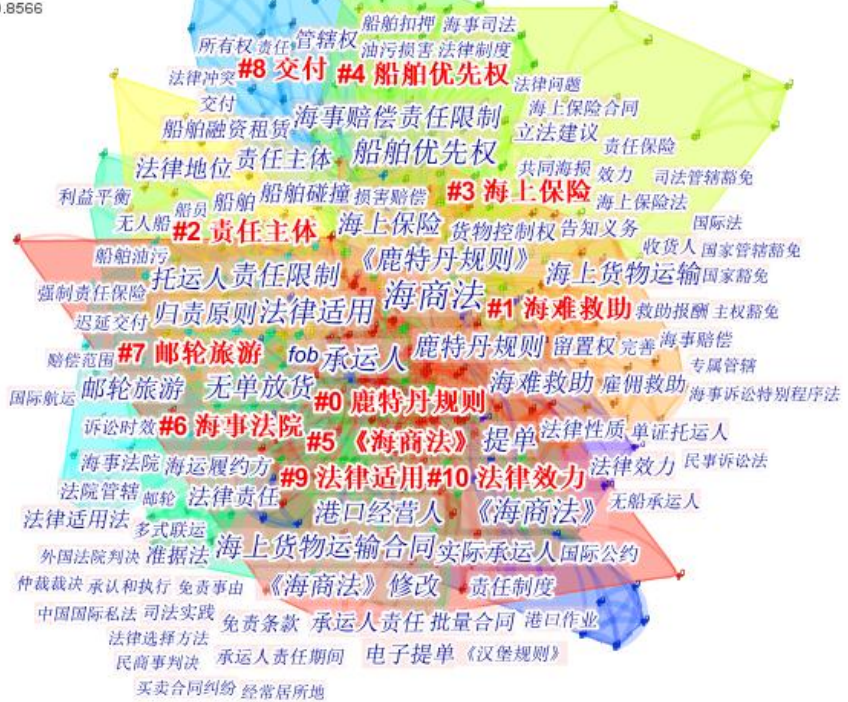 .8566
船舶扣押 海事司法
所有权 责任 管辖权 油污损害 法律制度
法律冲突 #8 交付 #4 船舶优先权 法律问题
交付 海事赔偿责任限制 海上保险合同
船舶融资租赁 立法建议
责任主体 船舶优先权 责任保险
法律地位 共同海损 效力 司法管辖豁免
利益平衡 船员 船舶 船舶碰撞 损害赔偿 #3 海上保险 海上保险法
无人船 #2 责任主体 海上保险 货物控制权 告知义务 国际法
船舶油污 《鹿特丹规则》 收货人 国家管辖豁免
托运人 责任限制 海上货物运输 国家豁免
强制责任保险 海商法
迟延交付 归责原则 法律适用 #1 海难救助 救助报酬 主权豁免
赔偿范围 #7 邮轮旅游 fob 承运人 鹿特丹规则 留置权 完善 海事赔偿
专属管辖
国际航运 邮轮旅游 无单放货 #0 鹿特丹规则 海难救助 雇佣救助 海事诉讼特别程序法
诉讼时效 #6 海事法院 #5 《海商法》 提单 法律性质 单证托运人
海事法院 海运履约方 #9 法律适用 #10 法律效力 法律效力 民事诉讼法
法院管辖 邮轮 法律责任 港口经营人 《海商法》 无船承运人
法律适用法 多式联运
外国法院判决 准据法 海上货物运输合同 实际承运人 国际公约
仲裁裁决 承认和执行 免责事由 《海商法》修改 责任制度
中国国际私法 司法实践 免责条款 承运人责任 批量合同 港口作业
法律选择方法
民商事判决 承运人责任期间 电子提单 《汉堡规则》
买卖合同纠纷 经常居所地